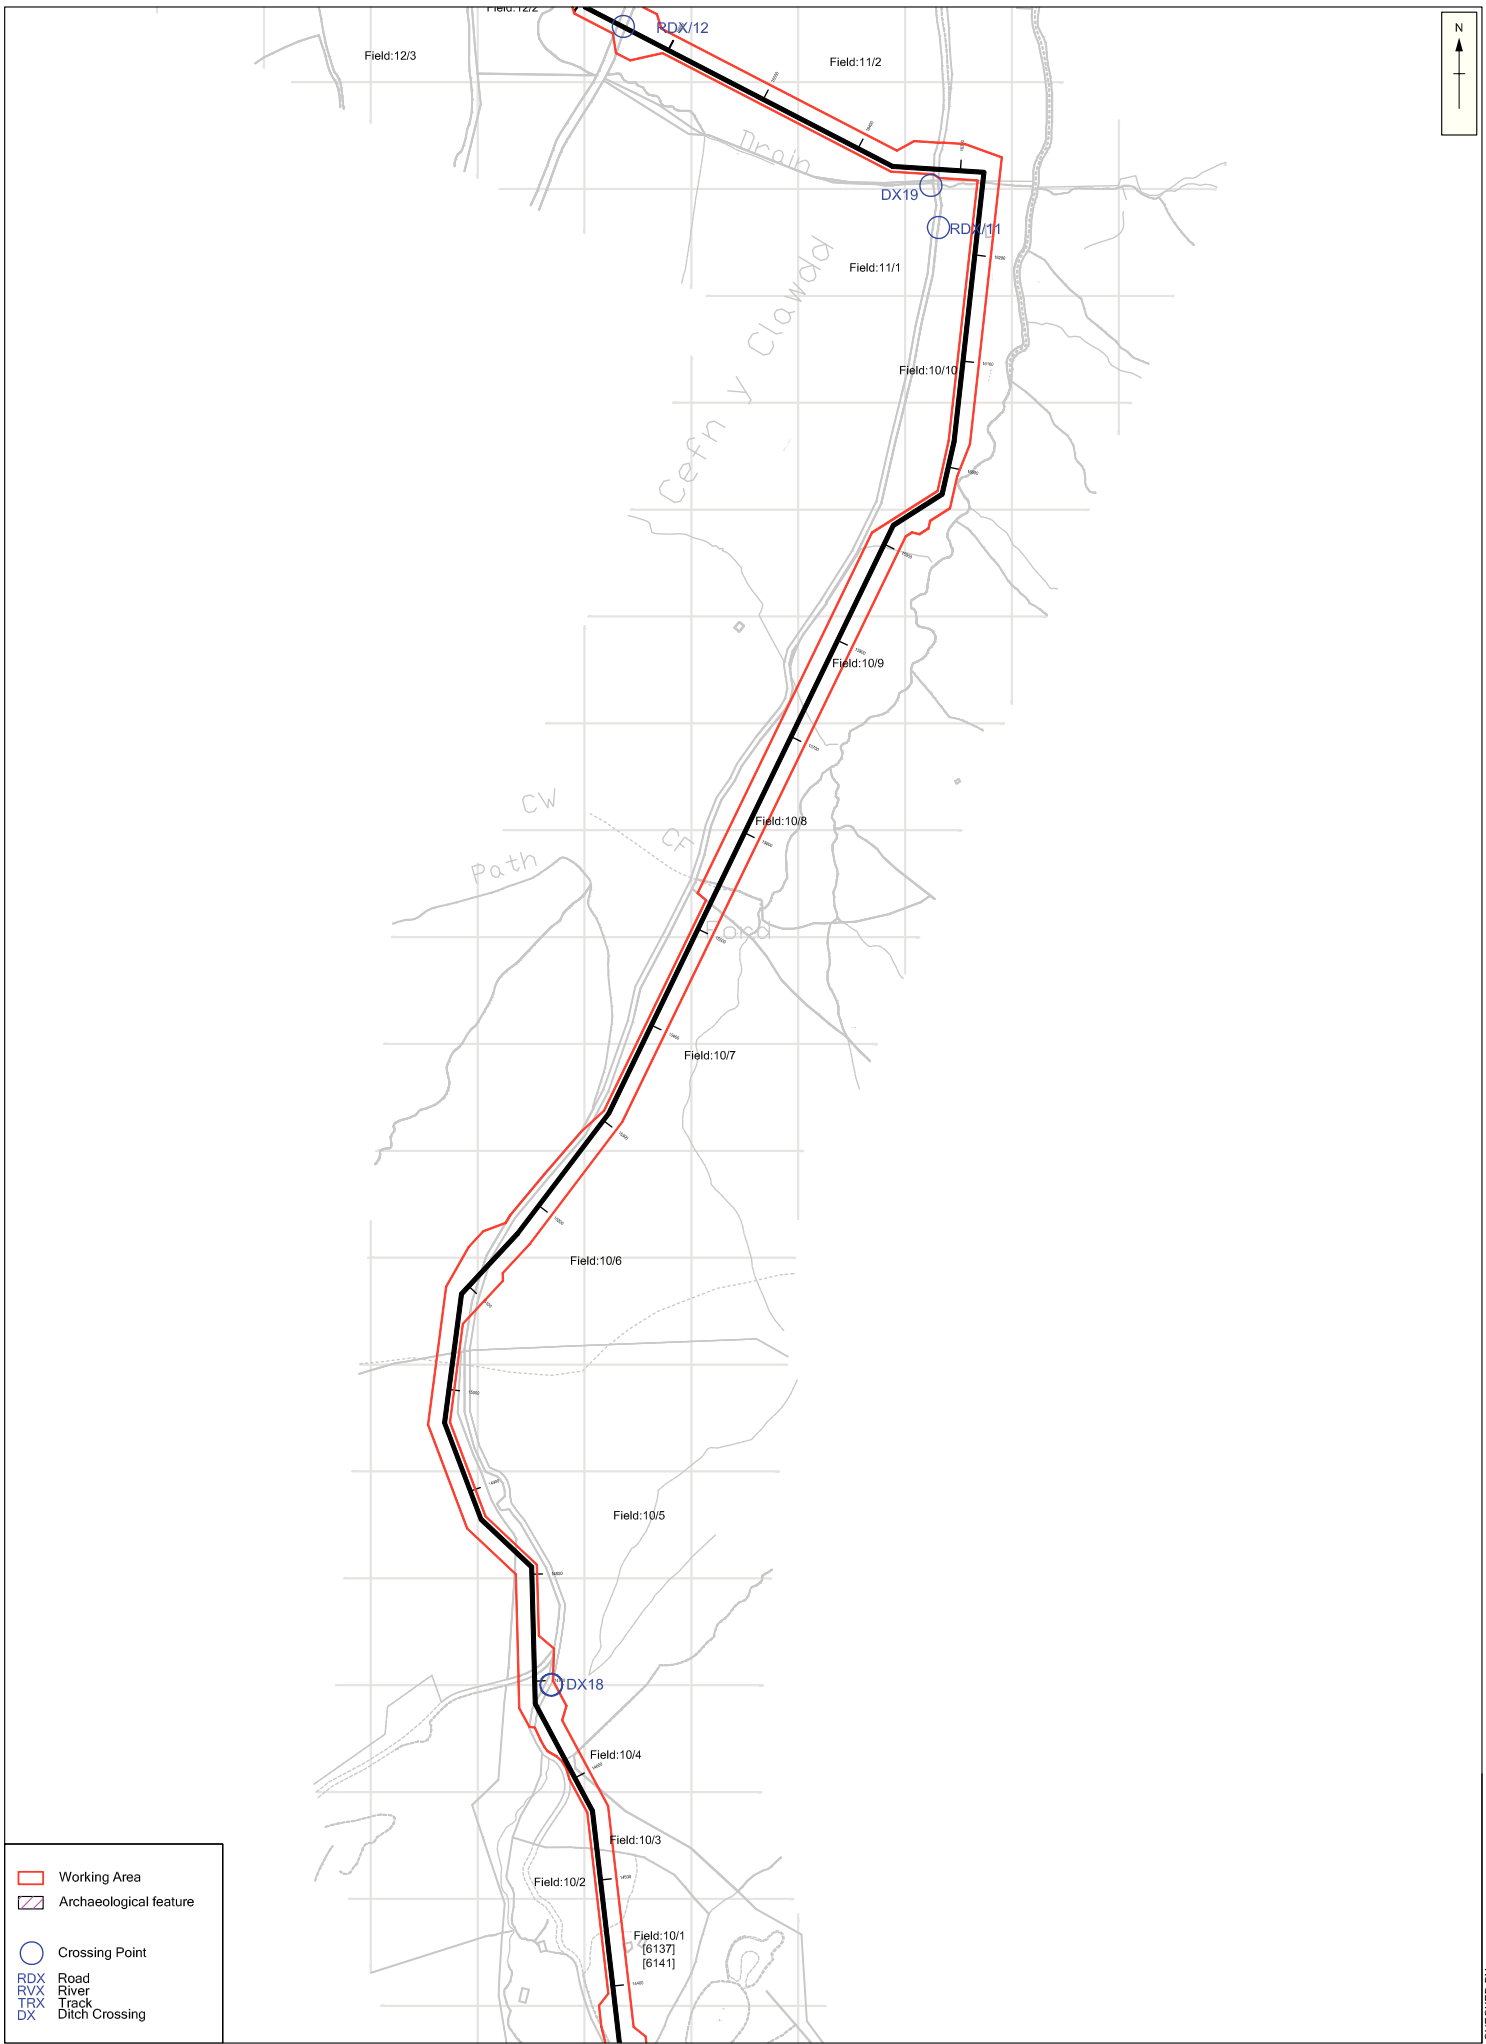 Field:12/2
RDX/12
Field:12/3
Field:11/2
N
Drain
DX19
RDX/11
Field:11/1
Cefn y Clawdd
Field:10/10
Field:10/9
CW
Field:10/8
CF
Path
Ford
Field:10/7
Field:10/6
Field:10/5
DX18
Field:10/4
Field:10/3
Field:10/2
Field:10/1
[6137]
[6141]
Working Area
Archaeological feature
Crossing Point
RDX Road
RVX River
TRX Track
DX Ditch Crossing